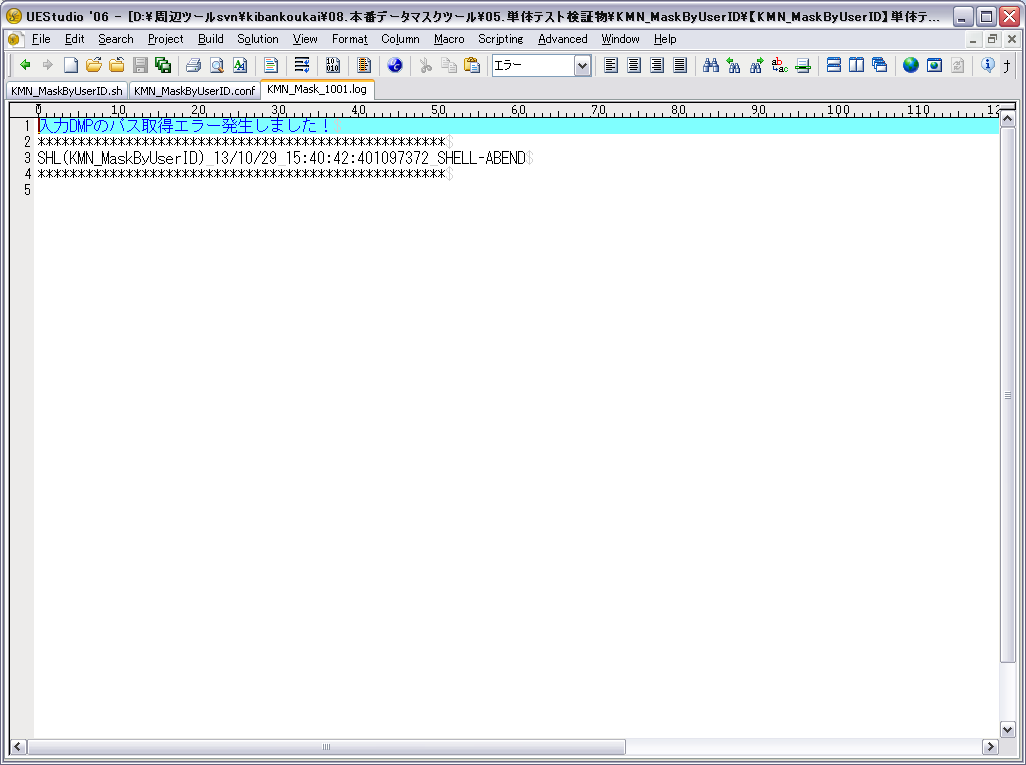 UEStudio '06 - [D:¥周辺ツールsvn¥kibankoukai¥08.本番データマスクツール¥05.単体テスト検証物¥KMN_MaskByUserID¥【KMN_MaskByUserID】単体テ...
File Edit Search Project Build Solution View Format Column Macro Scripting Advanced Window Help
エラー
KMN_MaskByUserID.sh KMN_MaskByUserID.conf KMN_Mask_1001.log
0 10 20 30 40 50 60 70 80 90 100 110 12
1 入力DMPのパス取得エラー発生しました！
2 ***************************************************$
3 SHL(KMN_MaskByUserID)_13/10/29_15:40:42:401097372_SHELL-ABEND$
4 ***************************************************$
5